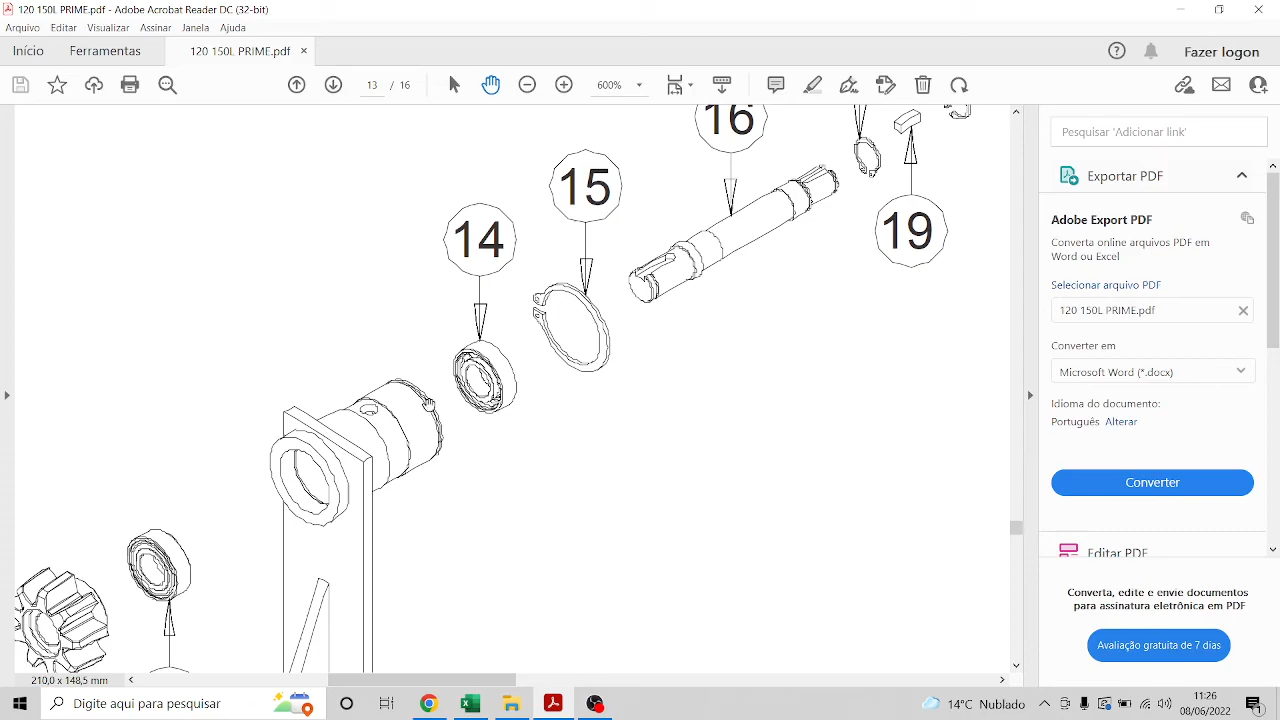 120 150L PRIME.pdf - Adobe Acrobat Reader DC (32-bit)
Arquivo Editar Visualizar Assinar Janela Ajuda
Início Ferramentas 120 150L PRIME.pdf × Fazer logon
13 / 16 600%
16
15
14
19
210,0 x 148,5 mm
Pesquisar 'Adicionar link'
Exportar PDF
Adobe Export PDF
Converta online arquivos PDF em
Word ou Excel
Selecionar arquivo PDF
120 150L PRIME.pdf
Converter em
Microsoft Word (*.docx)
Idioma do documento:
Português Alterar
Converter
Editar PDF
Converta, edite e envie documentos
para assinatura eletrônica em PDF
Avaliação gratuita de 7 dias
Digite aqui para pesquisar
14°C Nublado
11:26
08/06/2022
1